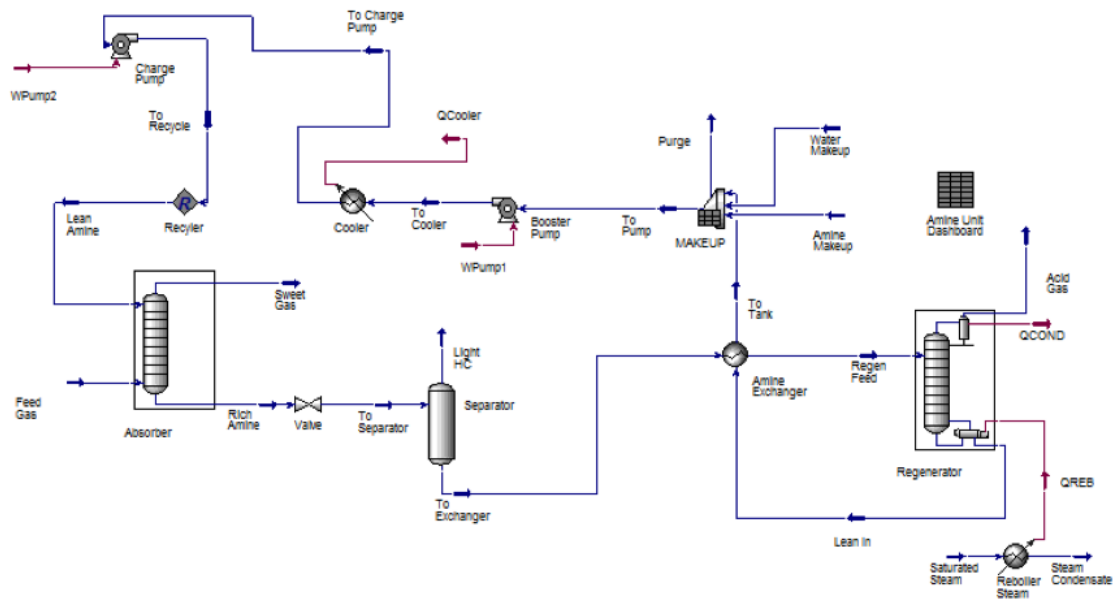 To Charge
Pump
Charge
Pump
WPump2
To
Recycle
QCooler
Purge
Water
Makeup
Lean
Amine
R
Recyler
Cooler
To
Cooler
Booster
Pump
To
Pump
MAKEUP
Amine
Makeup
Amine Unit
Dashboard
WPump1
Sweet
Gas
To
Tank
Acid
Gas
QCOND
Light
HC
Feed
Gas
Absorber
Rich
Amine
Valve
To
Separator
Separator
Amine
Exchanger
Regen
Feed
Regenerator
To
Exchanger
QREB
Lean In
Saturated
Steam
Reboiler
Steam
Steam
Condensate